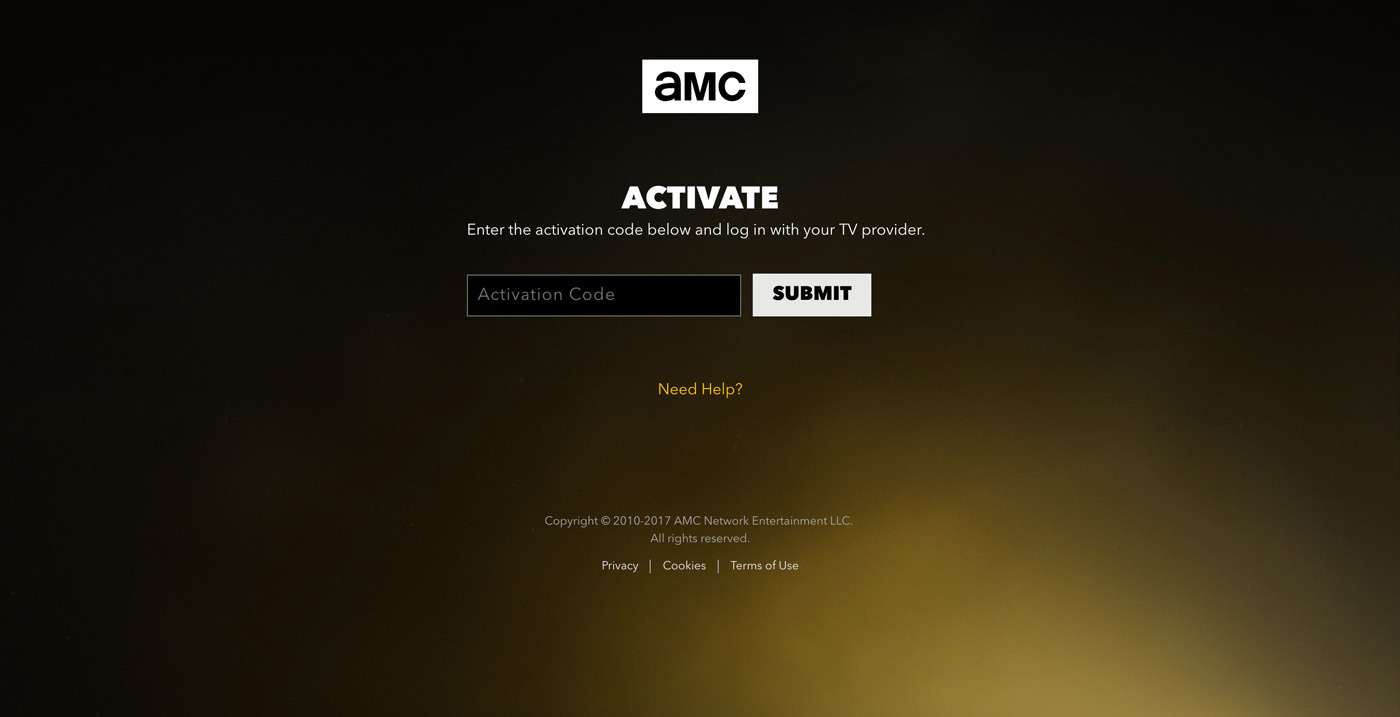 aMC
ACTIVATE
Enter the activation code below and log in with your TV provider.
Activation Code
SUBMIT
Need Help?
Copyright © 2010-2017 AMC Network Entertainment LLC.
All rights reserved.
Privacy | Cookies | Terms of Use